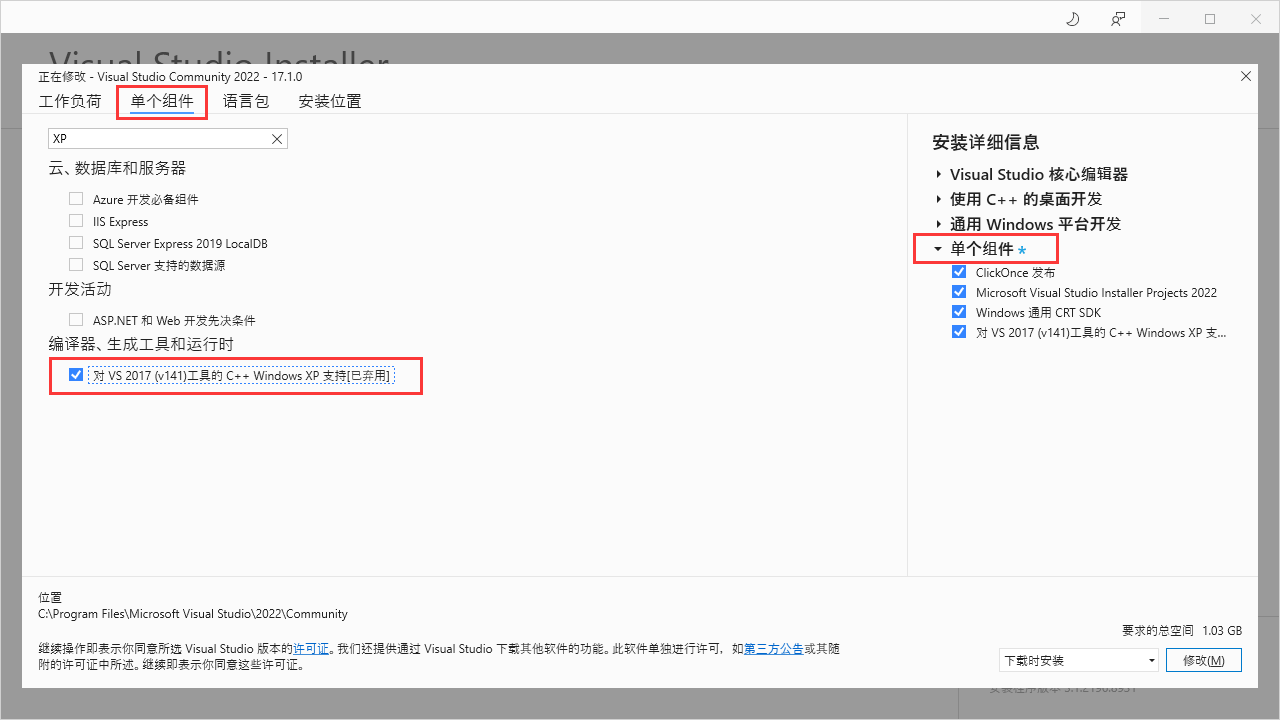 Visual Studio Installer
正在修改 - Visual Studio Community 2022 - 17.1.0
工作负荷 单个组件 语言包 安装位置
XP
云、数据库和服务器
Azure 开发必备组件
IIS Express
SQL Server Express 2019 LocalDB
SQL Server 支持的数据源
开发活动
ASP.NET 和 Web 开发先决条件
编译器、生成工具和运行时
对 VS 2017 (v141)工具的 C++ Windows XP 支持[已弃用]
安装详细信息
Visual Studio 核心编辑器
使用 C++ 的桌面开发
通用 Windows 平台开发
单个组件 *
ClickOnce 发布
Microsoft Visual Studio Installer Projects 2022
Windows 通用 CRT SDK
对 VS 2017 (v141)工具的 C++ Windows XP 支...
位置
C:\Program Files\Microsoft Visual Studio\2022\Community
继续操作即表示你同意所选 Visual Studio 版本的许可证。我们还提供通过 Visual Studio 下载其他软件的功能。此软件单独进行许可，如第三方公告或其随
附的许可证中所述。继续即表示你同意这些许可证。
要求的总空间 1.03 GB
下载时安装 修改(M)
安装程序版本 3.1.2196.8931